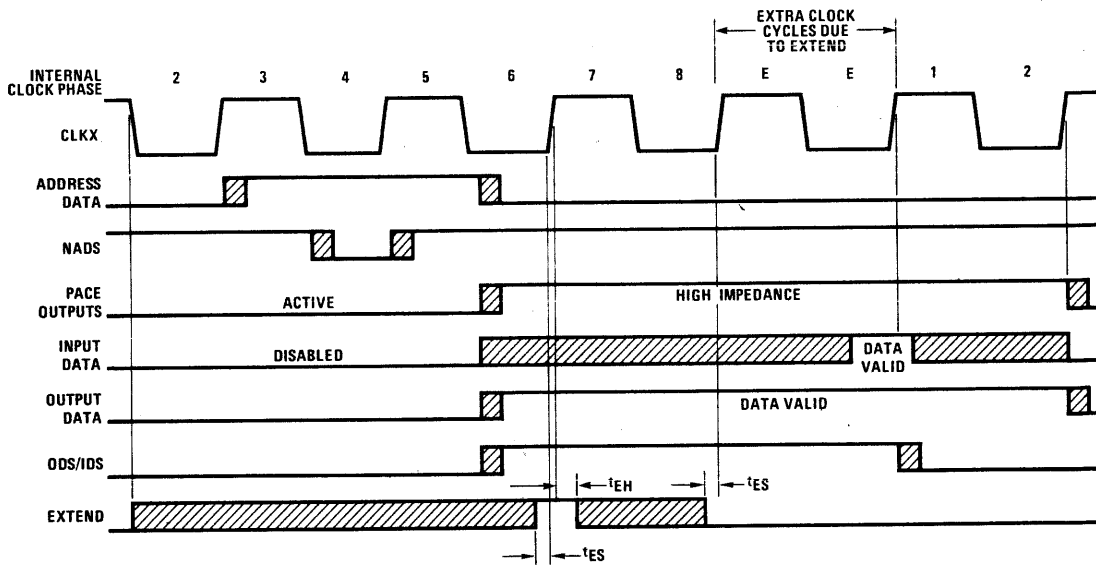 EXTRA CLOCK
CYCLES DUE
TO EXTEND
INTERNAL
CLOCK PHASE
2 3 4 5 6 7 8 E E 1 2
CLKX
ADDRESS
DATA
NADS
PACE
OUTPUTS
ACTIVE
HIGH IMPEDANCE
INPUT
DATA
DISABLED
DATA
VALID
OUTPUT
DATA
DATA VALID
ODS/IDS
tEH
tES
EXTEND
tES